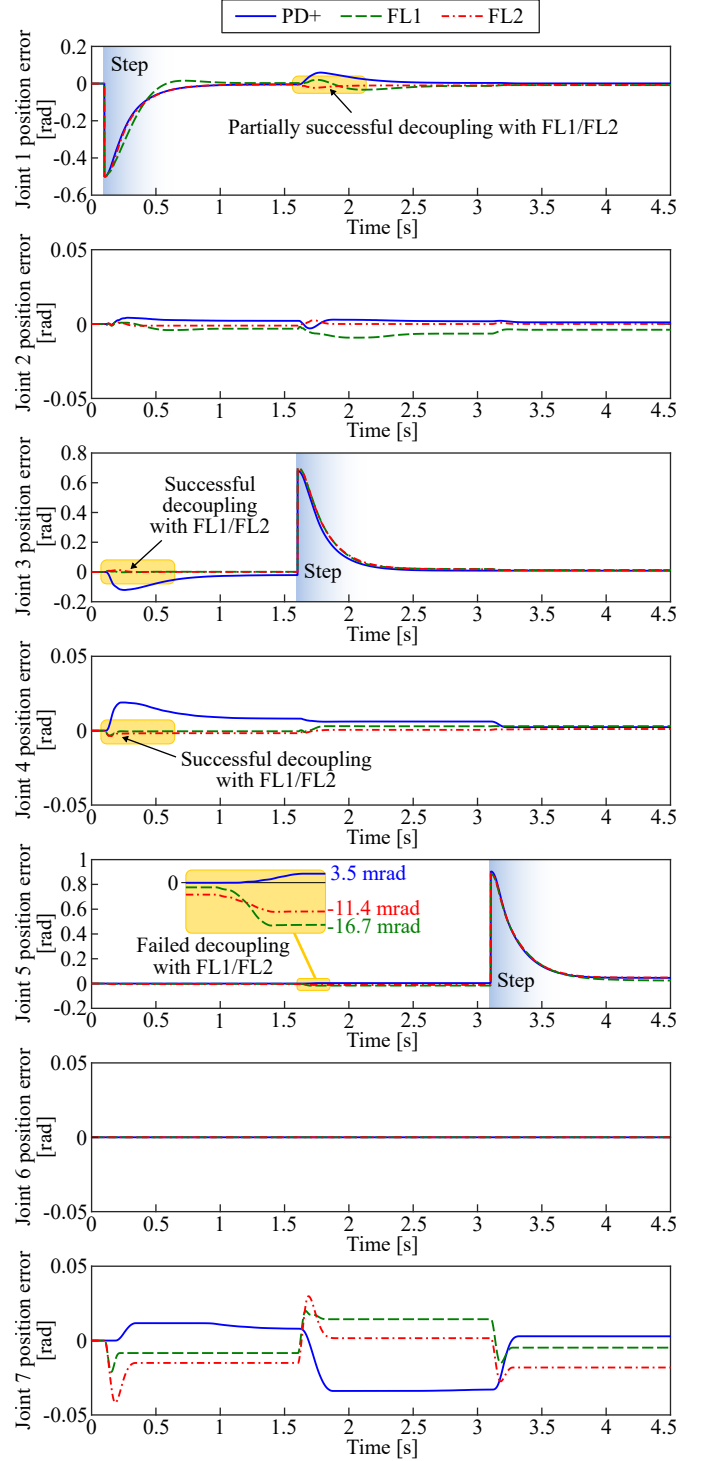 PD+ FL1 FL2
Joint 1 position error
[rad]
0.2
0
-0.2
-0.4
-0.6
Step
Partially successful decoupling with FL1/FL2
0 0.5 1 1.5 2 2.5 3 3.5 4 4.5
Time [s]
Joint 2 position error
[rad]
0.05
0
-0.05
0 0.5 1 1.5 2 2.5 3 3.5 4 4.5
Time [s]
Joint 3 position error
[rad]
0.8
0.6
0.4
0.2
0
-0.2
Successful
decoupling
with FL1/FL2
Step
0 0.5 1 1.5 2 2.5 3 3.5 4 4.5
Time [s]
Joint 4 position error
[rad]
0.05
0
-0.05
Successful decoupling
with FL1/FL2
0 0.5 1 1.5 2 2.5 3 3.5 4 4.5
Time [s]
Joint 5 position error
[rad]
1
0.8
0.6
0.4
0.2
0
-0.2
0
3.5 mrad
-11.4 mrad
-16.7 mrad
Failed decoupling
with FL1/FL2
Step
0 0.5 1 1.5 2 2.5 3 3.5 4 4.5
Time [s]
Joint 6 position error
[rad]
0.05
0
-0.05
0 0.5 1 1.5 2 2.5 3 3.5 4 4.5
Time [s]
Joint 7 position error
[rad]
0.05
0
-0.05
0 0.5 1 1.5 2 2.5 3 3.5 4 4.5
Time [s]